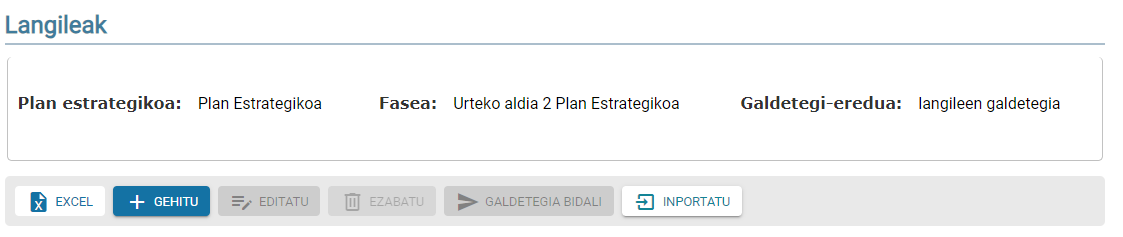 Langileak
Plan estrategikoa: Plan Estrategikoa Fasea: Urteko aldia 2 Plan Estrategikoa Galdetegi-eredua: langileen galdetegia
EXCEL GEHITU EDITATU EZABATU GALDETEGIA BIDALI INPORTATU